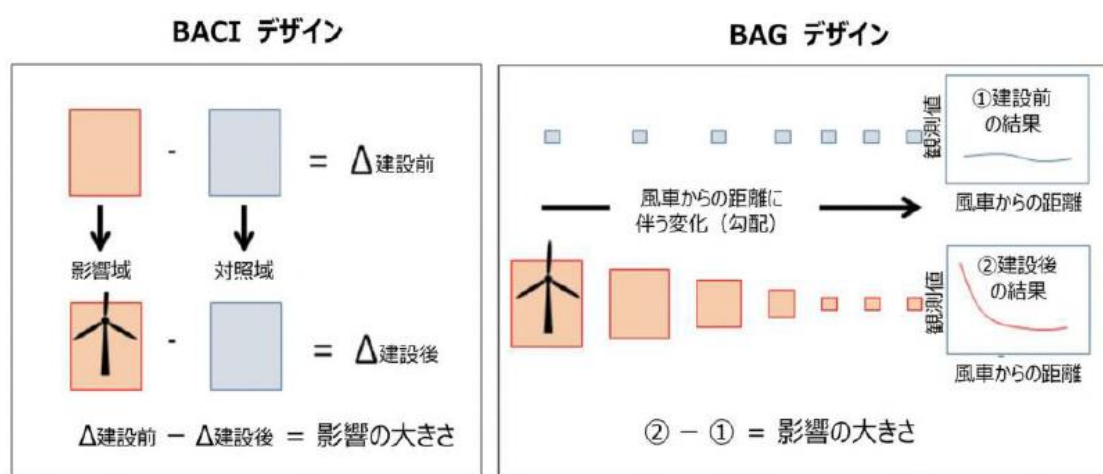 BACI デザイン
- = Δ建設前
影響域 対照域
- = Δ建設後
Δ建設前 - Δ建設後 = 影響の大きさ
BAG デザイン
観測値
①建設前
の結果
風車からの距離
風車からの距離に
伴う変化（勾配）
観測値
②建設後
の結果
風車からの距離
② - ① = 影響の大きさ